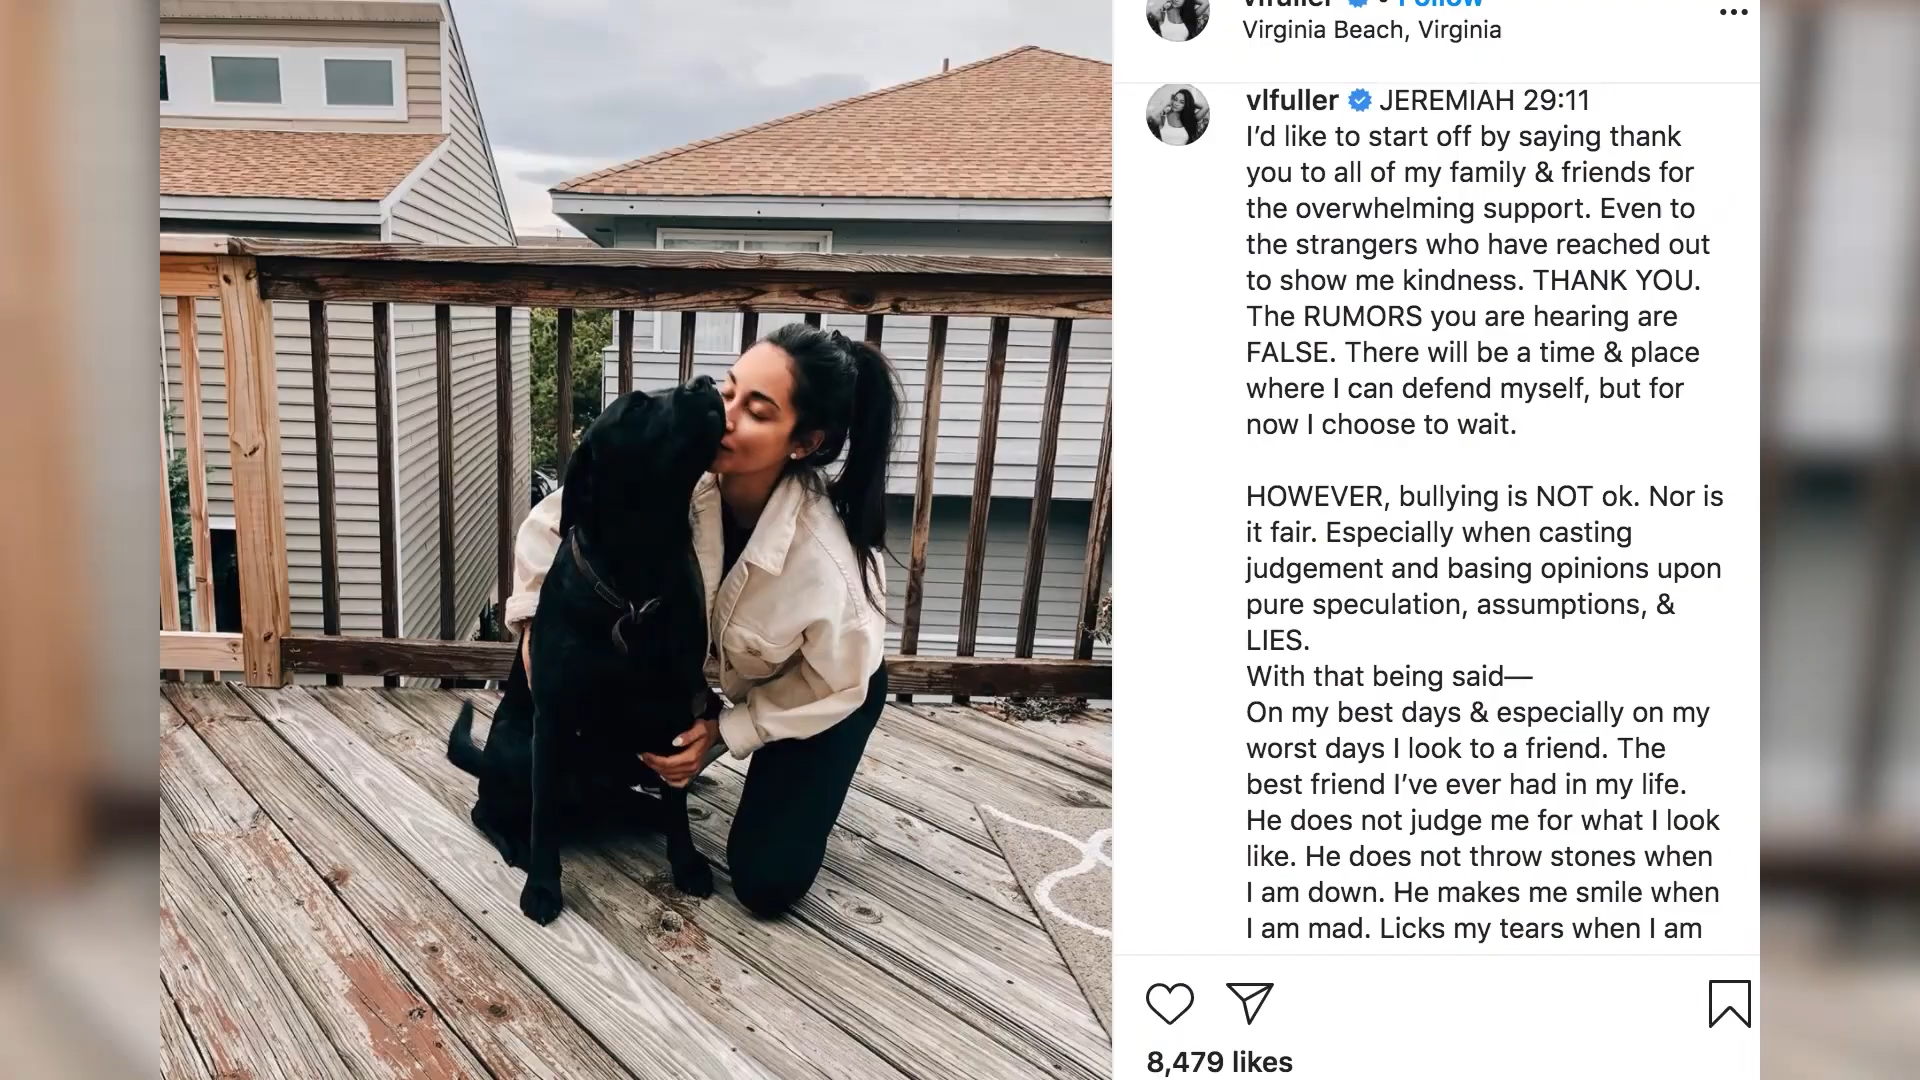 vlfuller • Follow
Virginia Beach, Virginia
vlfuller JEREMIAH 29:11
I’d like to start off by saying thank
you to all of my family & friends for
the overwhelming support. Even to
the strangers who have reached out
to show me kindness. THANK YOU.
The RUMORS you are hearing are
FALSE. There will be a time & place
where I can defend myself, but for
now I choose to wait.
HOWEVER, bullying is NOT ok. Nor is
it fair. Especially when casting
judgement and basing opinions upon
pure speculation, assumptions, &
LIES.
With that being said—
On my best days & especially on my
worst days I look to a friend. The
best friend I’ve ever had in my life.
He does not judge me for what I look
like. He does not throw stones when
I am down. He makes me smile when
I am mad. Licks my tears when I am
8,479 likes